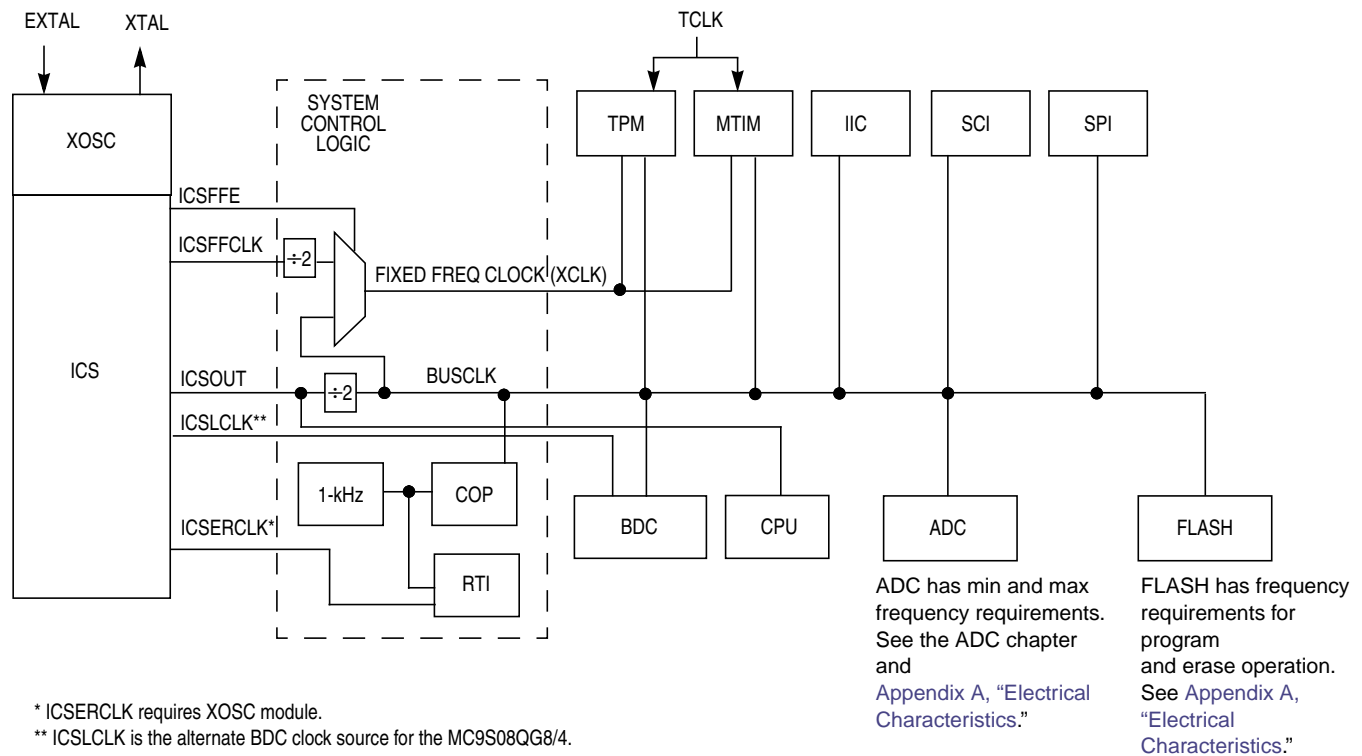 EXTAL
XTAL
TCLK
SYSTEM
CONTROL
LOGIC
XOSC
TPM
MTIM
IIC
SCI
SPI
ICSFFE
ICSFFCLK
÷2
FIXED FREQ CLOCK (XCLK)
ICS
ICSOUT
÷2
BUSCLK
ICSLCLK**
1-kHz
COP
BDC
CPU
ADC
FLASH
ICSERCLK*
RTI
ADC has min and max
frequency requirements.
See the ADC chapter
and
Appendix A, “Electrical
Characteristics.”
FLASH has frequency
requirements for
program
and erase operation.
See Appendix A,
“Electrical
Characteristics.”
* ICSERCLK requires XOSC module.
** ICSLCLK is the alternate BDC clock source for the MC9S08QG8/4.